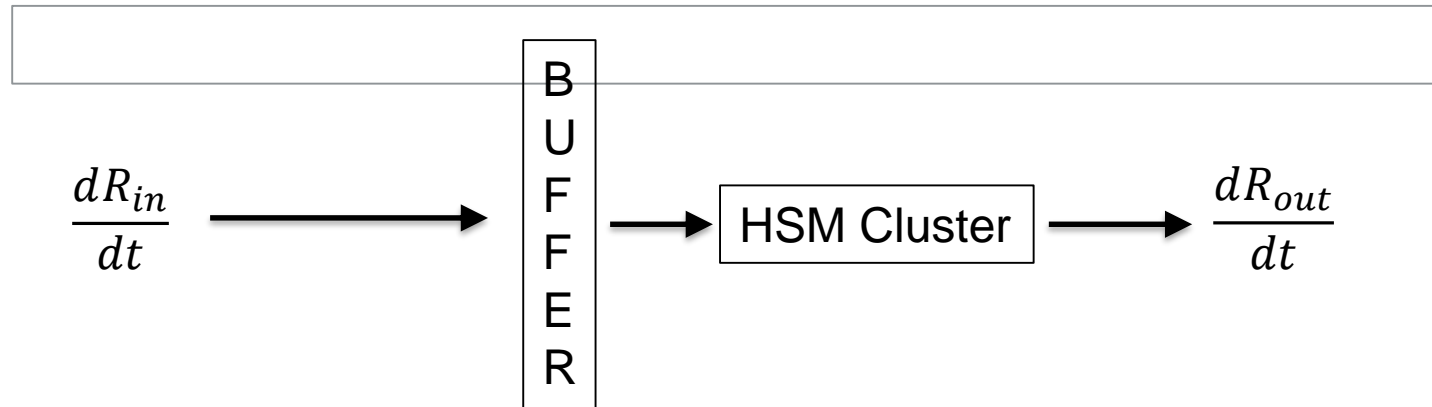 dR_in/dt
B
U
F
F
E
R
HSM Cluster
dR_out/dt